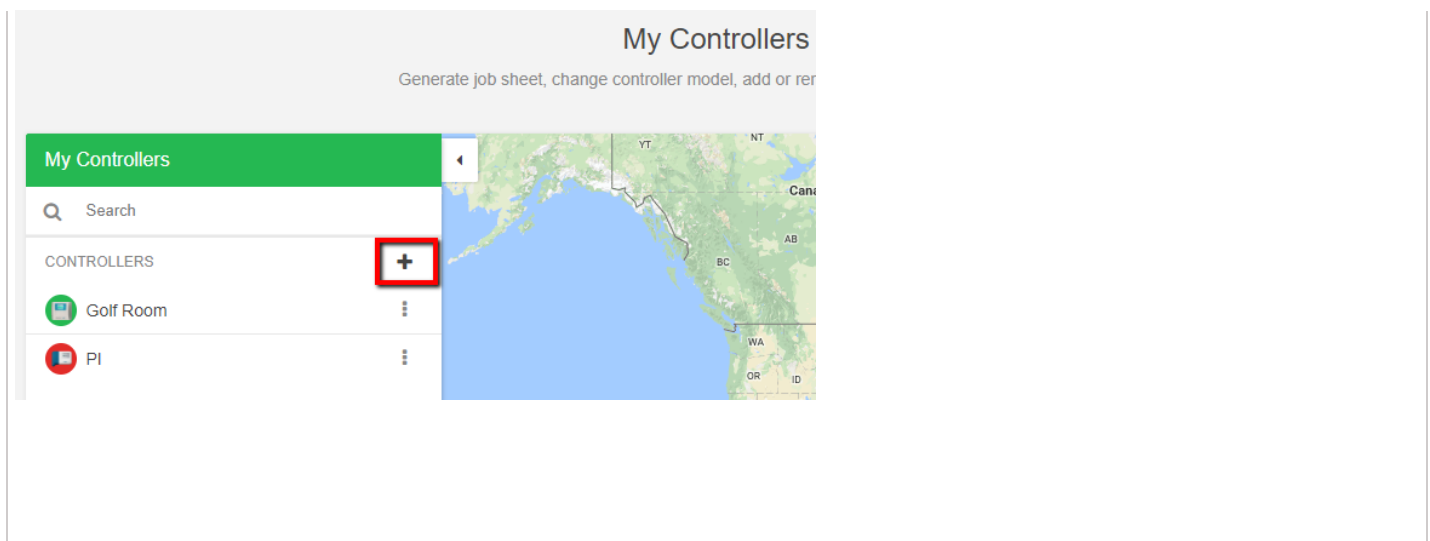 My Controllers
Generate job sheet, change controller model, add or rer
My Controllers
Search
CONTROLLERS
+
Golf Room
PI
YT
NT
Cana
AB
BC
WA
OR
ID